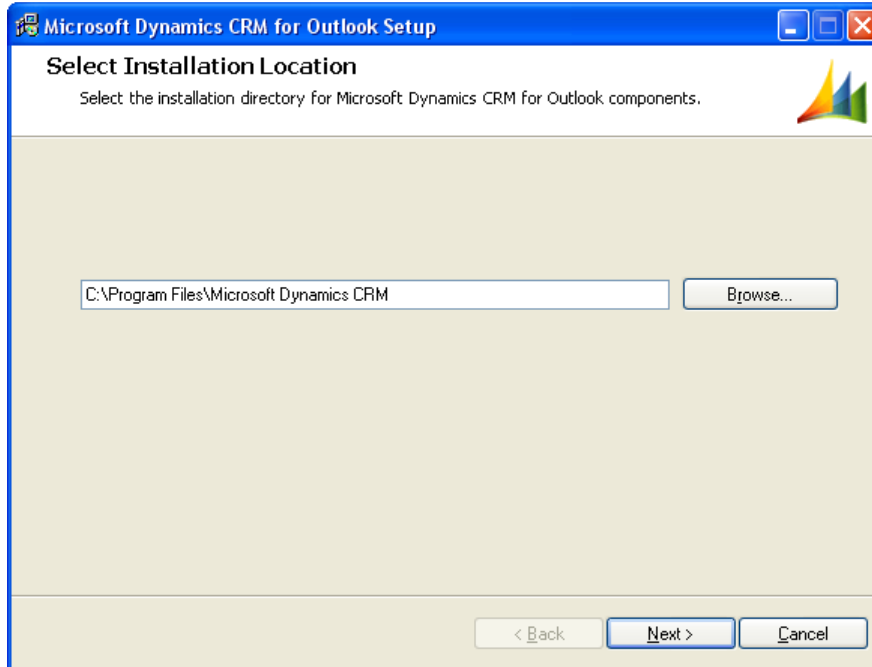 Microsoft Dynamics CRM for Outlook Setup
Select Installation Location
Select the installation directory for Microsoft Dynamics CRM for Outlook components.
C:\Program Files\Microsoft Dynamics CRM
Browse...
< Back
Next >
Cancel